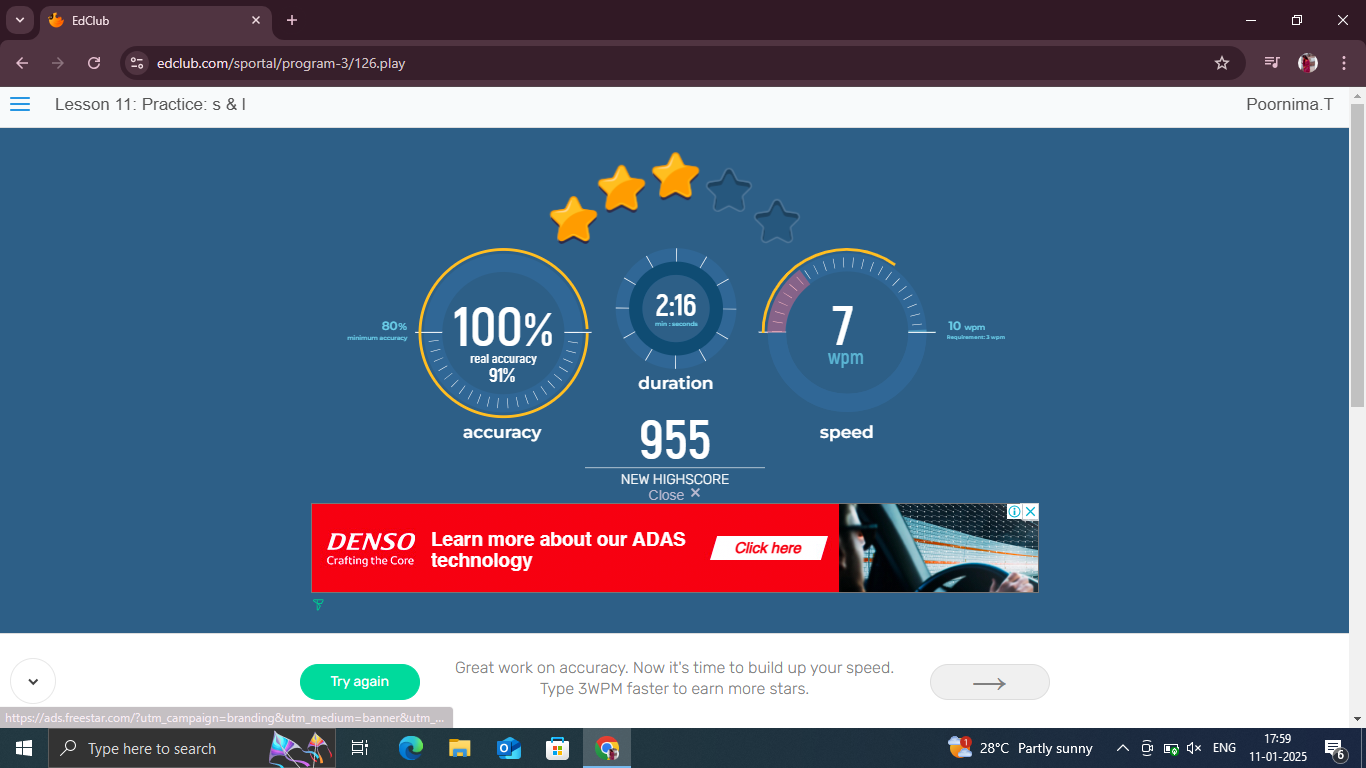 EdClub
edclub.com/sportal/program-3/126.play
Lesson 11: Practice: s & l
Poornima.T
100%
real accuracy
91%
80%
minimum accuracy
accuracy
2:16
min : seconds
duration
7
wpm
10 wpm
Requirement: 3 wpm
speed
955
NEW HIGHSCORE
Close ×
DENSO
Crafting the Core
Learn more about our ADAS
technology
Click here
Try again
Great work on accuracy. Now it's time to build up your speed.
Type 3WPM faster to earn more stars.
https://ads.freestar.com/?utm_campaign=branding&utm_medium=banner&utm_...
Type here to search
1
28°C Partly sunny
ENG
17:59
11-01-2025
6